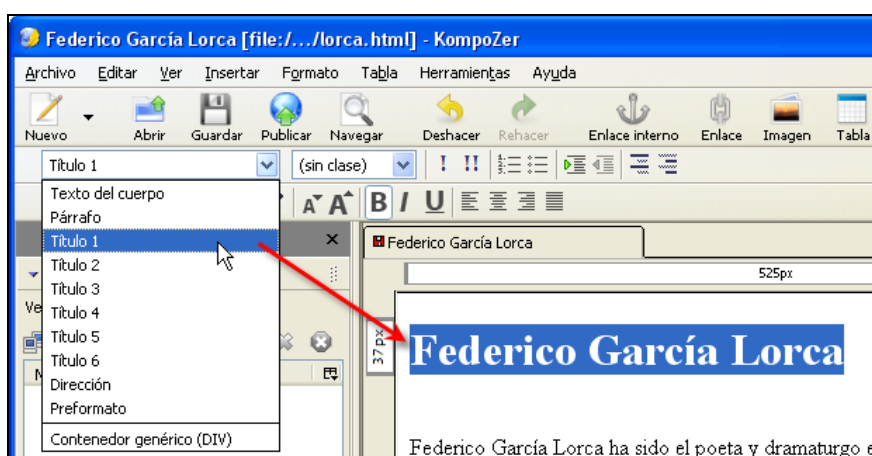 Federico García Lorca [file:/.../lorca.html] - KompoZer
Archivo Editar Ver Insertar Formato Tabla Herramientas Ayuda
Nuevo Abrir Guardar Publicar Navegar Deshacer Rehacer Enlace interno Enlace Imagen Tabla
Título 1 (sin clase) ! !!
A A B I U
Texto del cuerpo
Párrafo
Título 1
Título 2
Título 3
Título 4
Título 5
Título 6
Dirección
Preformato
Contenedor genérico (DIV)
Federico García Lorca
525px
37px
Federico García Lorca
Federico García Lorca ha sido el poeta y dramaturgo